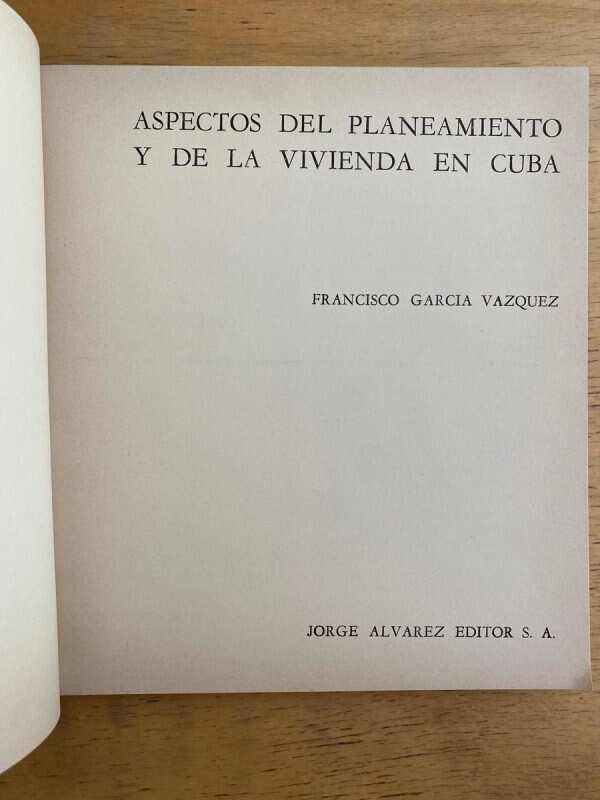 ASPECTOS DEL PLANEAMIENTO
Y DE LA VIVIENDA EN CUBA
FRANCISCO GARCIA VAZQUEZ
JORGE ALVAREZ EDITOR S. A.